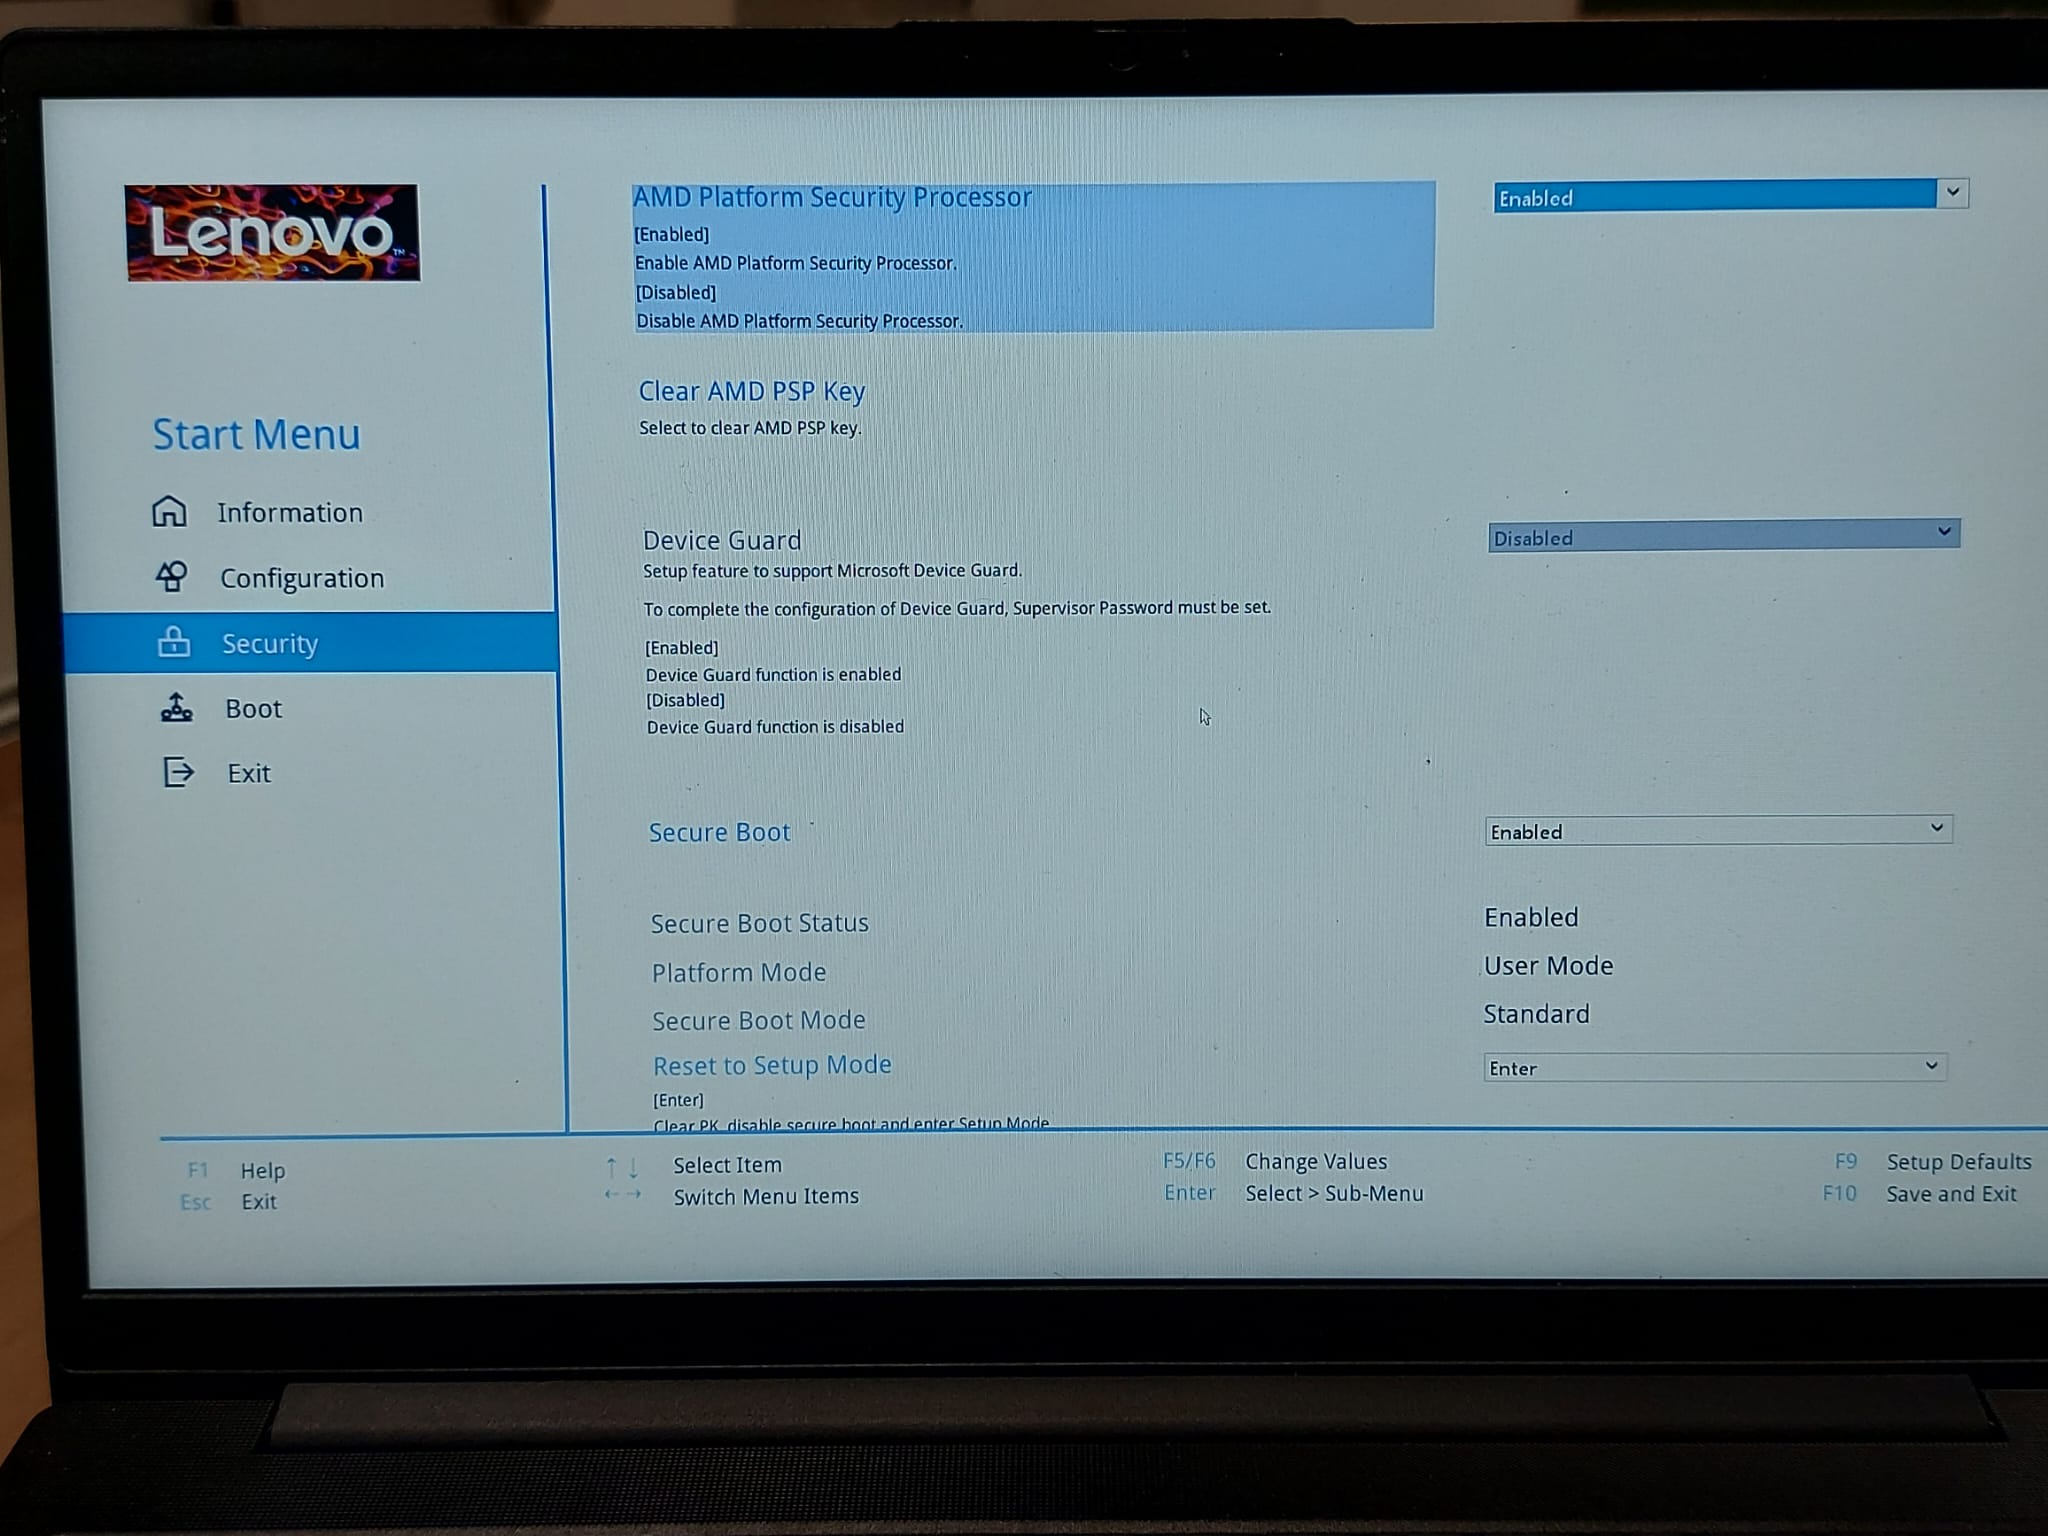 Lenovo™
Start Menu
Information
Configuration
Security
Boot
Exit
AMD Platform Security Processor
Enabled
[Enabled]
Enable AMD Platform Security Processor.
[Disabled]
Disable AMD Platform Security Processor.
Clear AMD PSP Key
Select to clear AMD PSP key.
Device Guard
Disabled
Setup feature to support Microsoft Device Guard.
To complete the configuration of Device Guard, Supervisor Password must be set.
[Enabled]
Device Guard function is enabled
[Disabled]
Device Guard function is disabled
Secure Boot
Enabled
Secure Boot Status
Enabled
Platform Mode
User Mode
Secure Boot Mode
Standard
Reset to Setup Mode
Enter
[Enter]
Clear PK, disable secure boot and enter Setup Mode
F1 Help
Esc Exit
↑ ↓ Select Item
← → Switch Menu Items
F5/F6 Change Values
Enter Select > Sub-Menu
F9 Setup Defaults
F10 Save and Exit